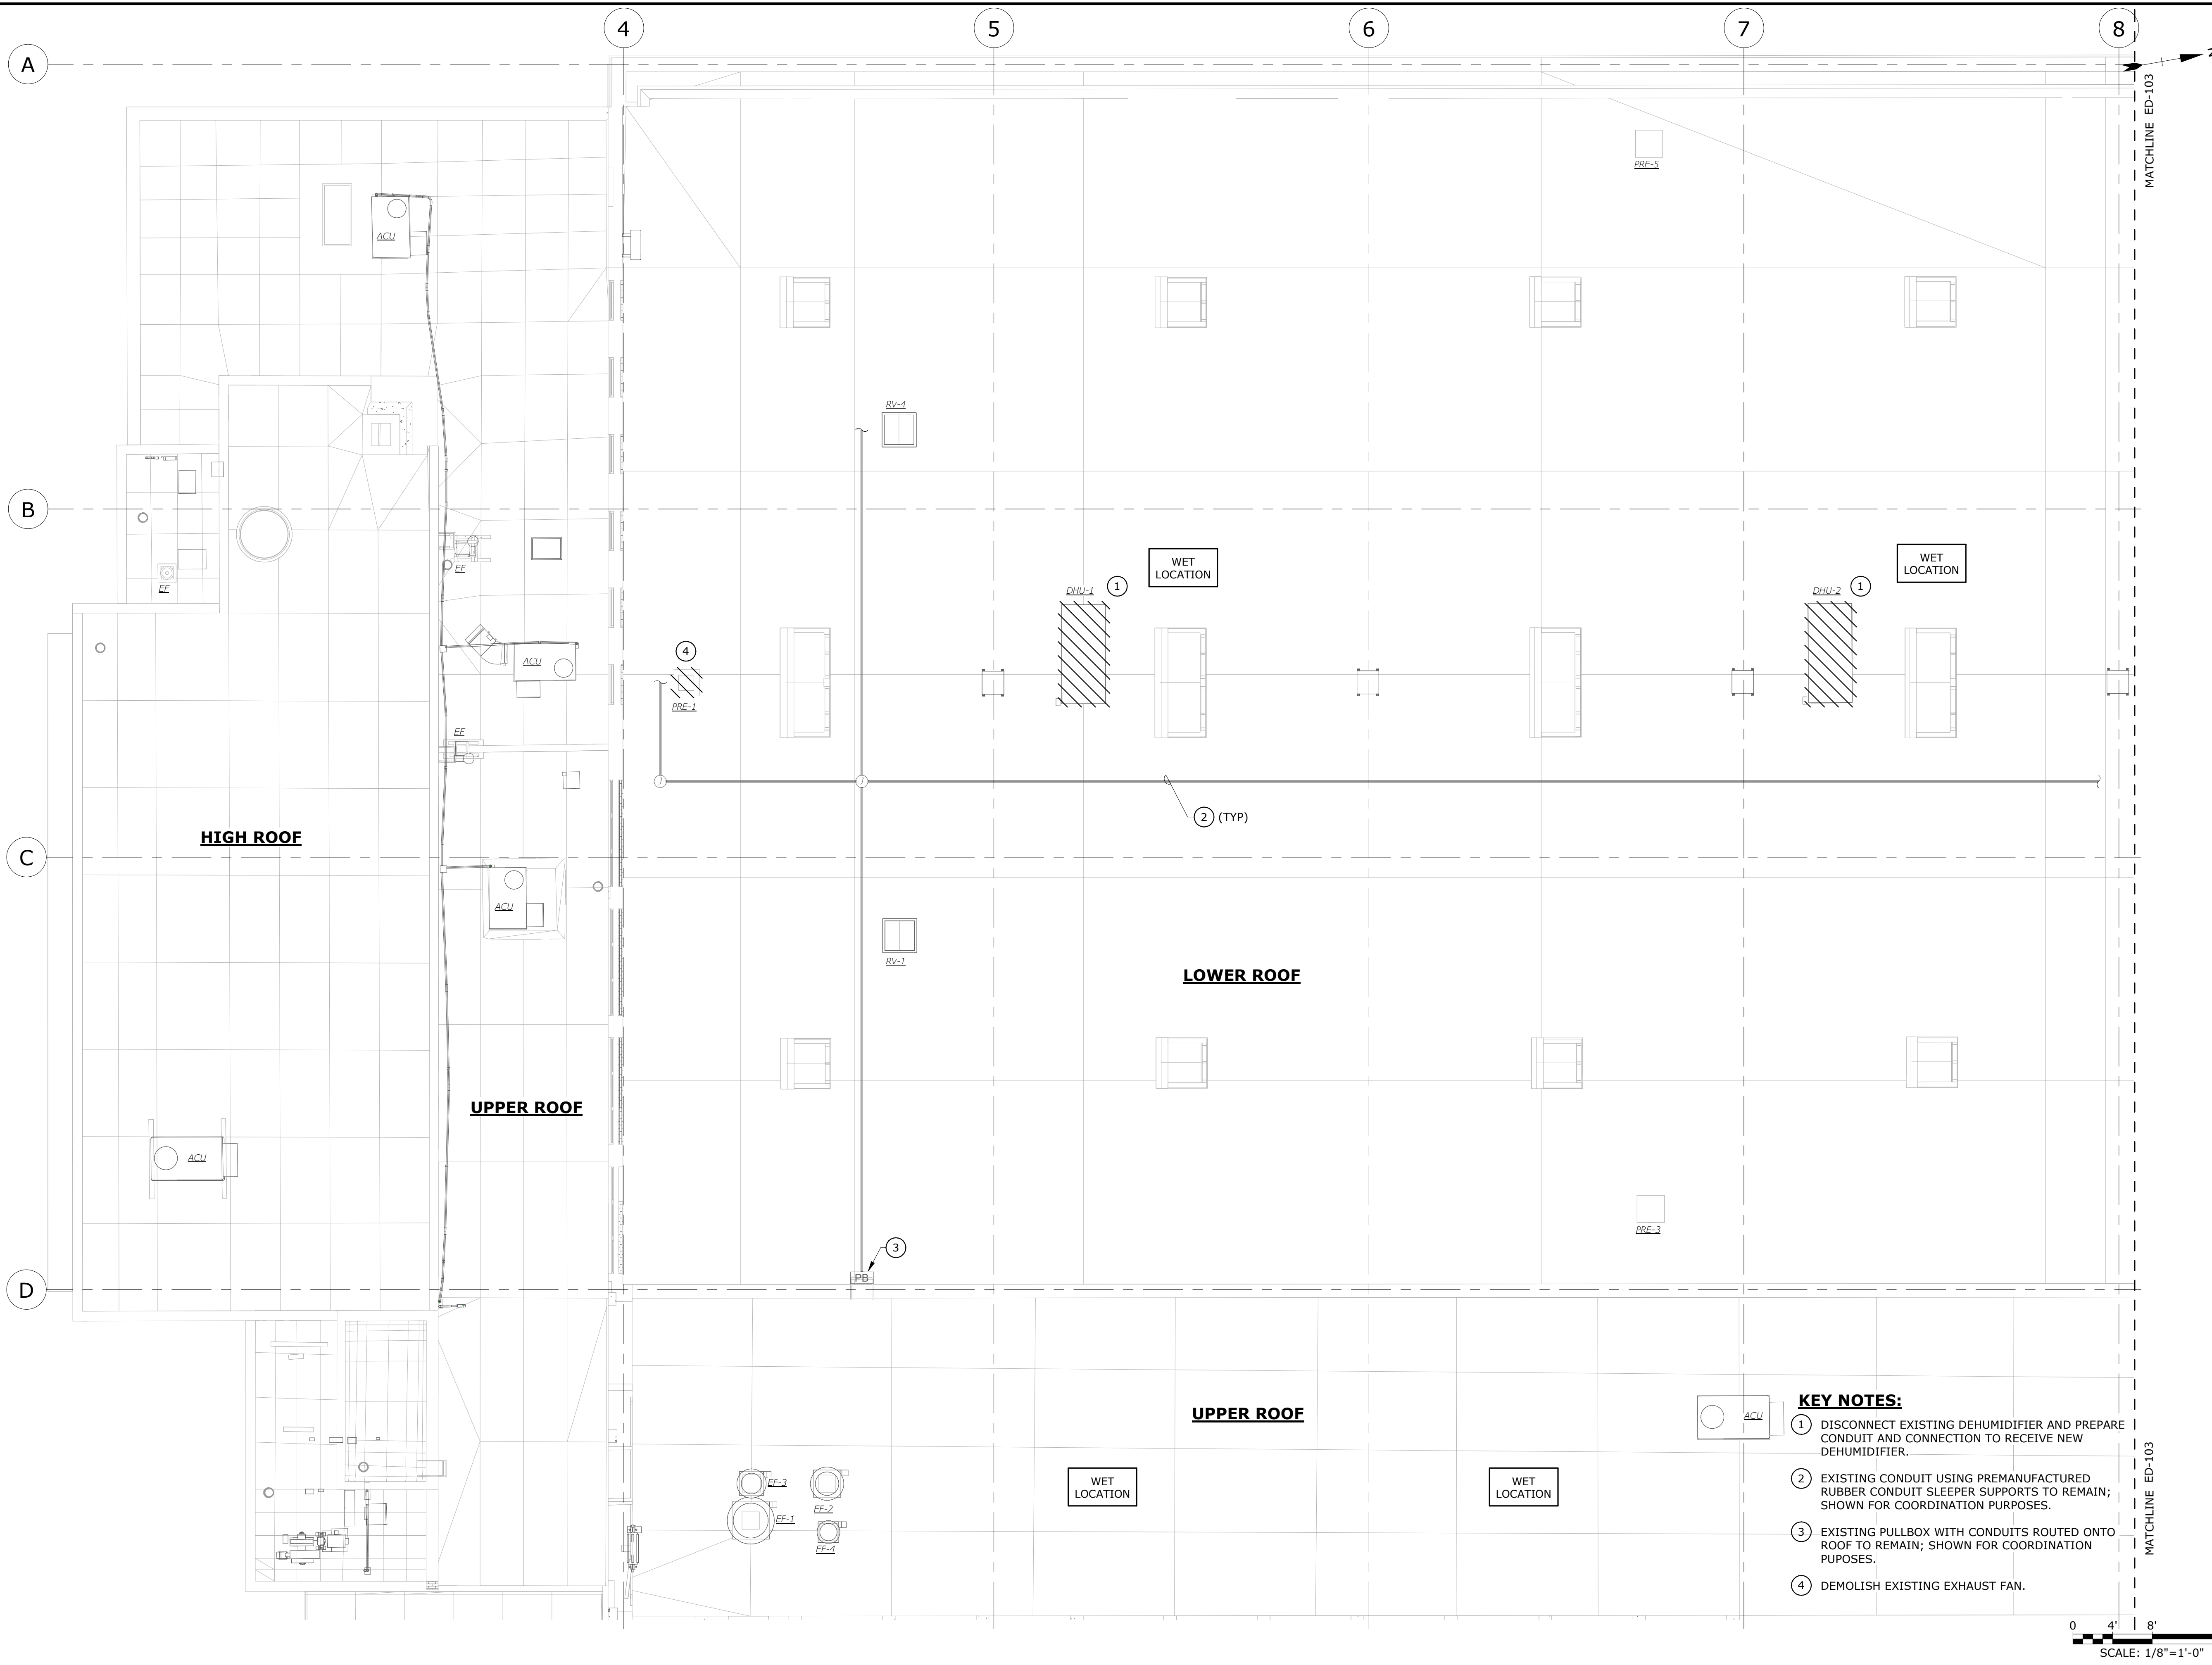 4
5
6
7
8
A
MATCHLINE ED-103
PRE-5
ACU
RV-4
B
EF
EF
WET
LOCATION
WET
LOCATION
DHU-1
1
DHU-2
1
4
PRE-1
ACU
EF
J
J
2 (TYP)
HIGH ROOF
C
ACU
RV-1
LOWER ROOF
UPPER ROOF
ACU
PRE-3
3
PB
D
UPPER ROOF
ACU
EF-3
EF-2
EF-1
EF-4
WET
LOCATION
WET
LOCATION
KEY NOTES:
1 DISCONNECT EXISTING DEHUMIDIFIER AND PREPARE
CONDUIT AND CONNECTION TO RECEIVE NEW
DEHUMIDIFIER.
2 EXISTING CONDUIT USING PREMANUFACTURED
RUBBER CONDUIT SLEEPER SUPPORTS TO REMAIN;
SHOWN FOR COORDINATION PURPOSES.
3 EXISTING PULLBOX WITH CONDUITS ROUTED ONTO
ROOF TO REMAIN; SHOWN FOR COORDINATION
PUPOSES.
4 DEMOLISH EXISTING EXHAUST FAN.
MATCHLINE ED-103
0 4' 8'
SCALE: 1/8"=1'-0"